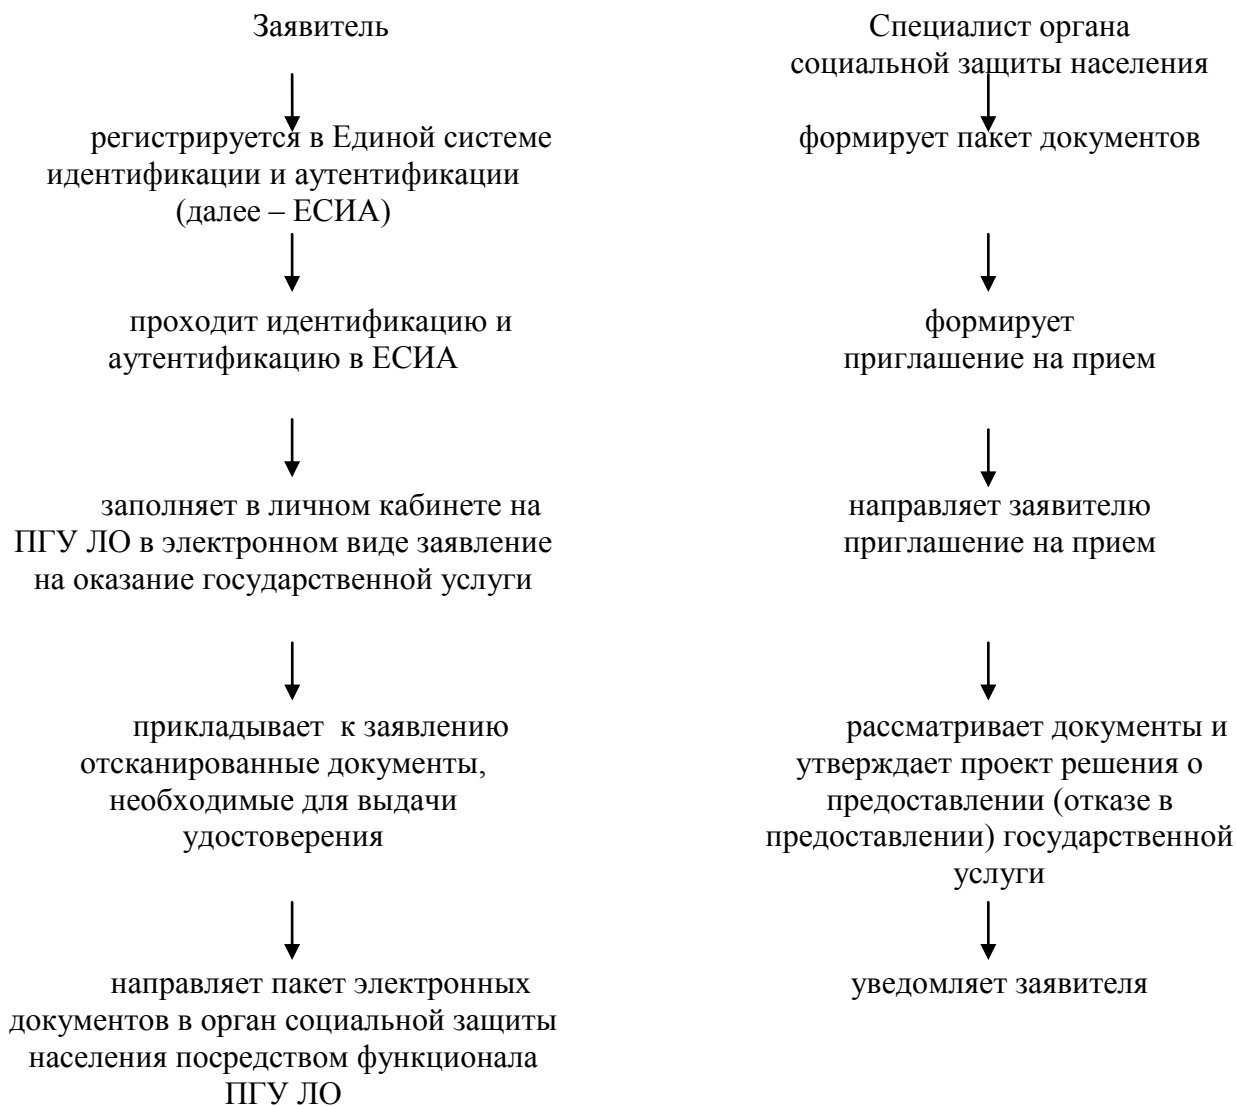 Заявитель
регистрируется в Единой системе
идентификации и аутентификации
(далее – ЕСИА)
проходит идентификацию и
аутентификацию в ЕСИА
заполняет в личном кабинете на
ПГУ ЛО в электронном виде заявление
на оказание государственной услуги
прикладывает к заявлению
отсканированные документы,
необходимые для выдачи
удостоверения
направляет пакет электронных
документов в орган социальной защиты
населения посредством функционала
ПГУ ЛО
Специалист органа
социальной защиты населения
формирует пакет документов
формирует
приглашение на прием
направляет заявителю
приглашение на прием
рассматривает документы и
утверждает проект решения о
предоставлении (отказе в
предоставлении) государственной
услуги
уведомляет заявителя